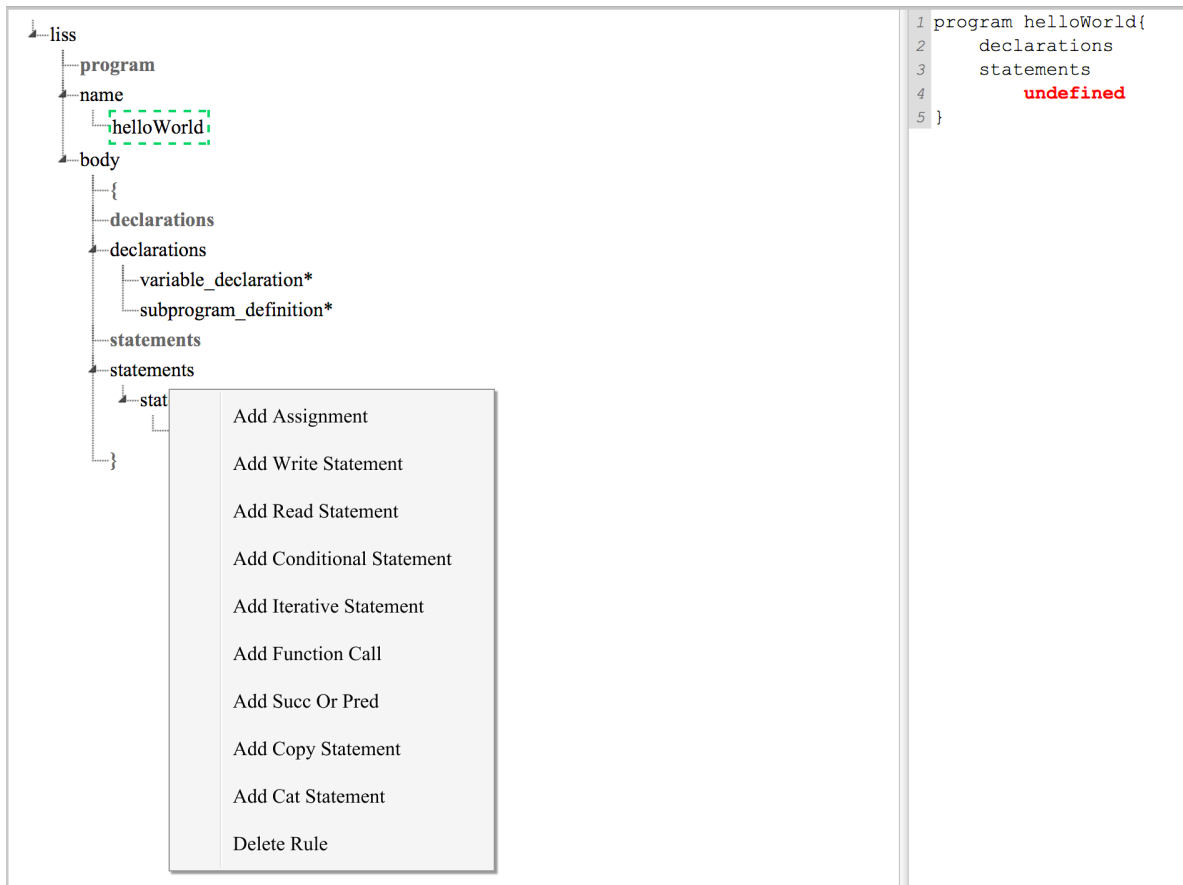 liss
program
name
helloWorld
body
{
declarations
declarations
variable_declaration*
subprogram_definition*
statements
statements
stat
}
Add Assignment
Add Write Statement
Add Read Statement
Add Conditional Statement
Add Iterative Statement
Add Function Call
Add Succ Or Pred
Add Copy Statement
Add Cat Statement
Delete Rule
1 program helloWorld{
2 declarations
3 statements
4 undefined
5 }